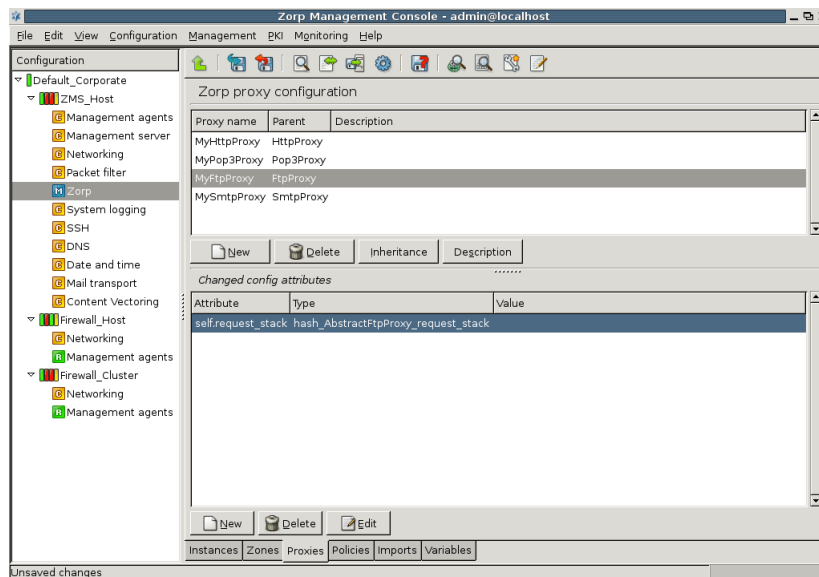 Zorp Management Console - admin@localhost
File Edit View Configuration Management PKI Monitoring Help
Configuration
Default_Corporate
ZMS_Host
Management agents
Management server
Networking
Packet filter
Zorp
System logging
SSH
DNS
Date and time
Mail transport
Content Vectoring
Firewall_Host
Networking
Management agents
Firewall_Cluster
Networking
Management agents
Zorp proxy configuration
Proxy name Parent Description
MyHttpProxy HttpProxy
MyPop3Proxy Pop3Proxy
MyFtpProxy FtpProxy
MySmtpProxy SmtpProxy
New Delete Inheritance Description
Changed config attributes
Attribute Type Value
self.request_stack hash_AbstractFtpProxy_request_stack
New Delete Edit
Instances Zones Proxies Policies Imports Variables
Unsaved changes